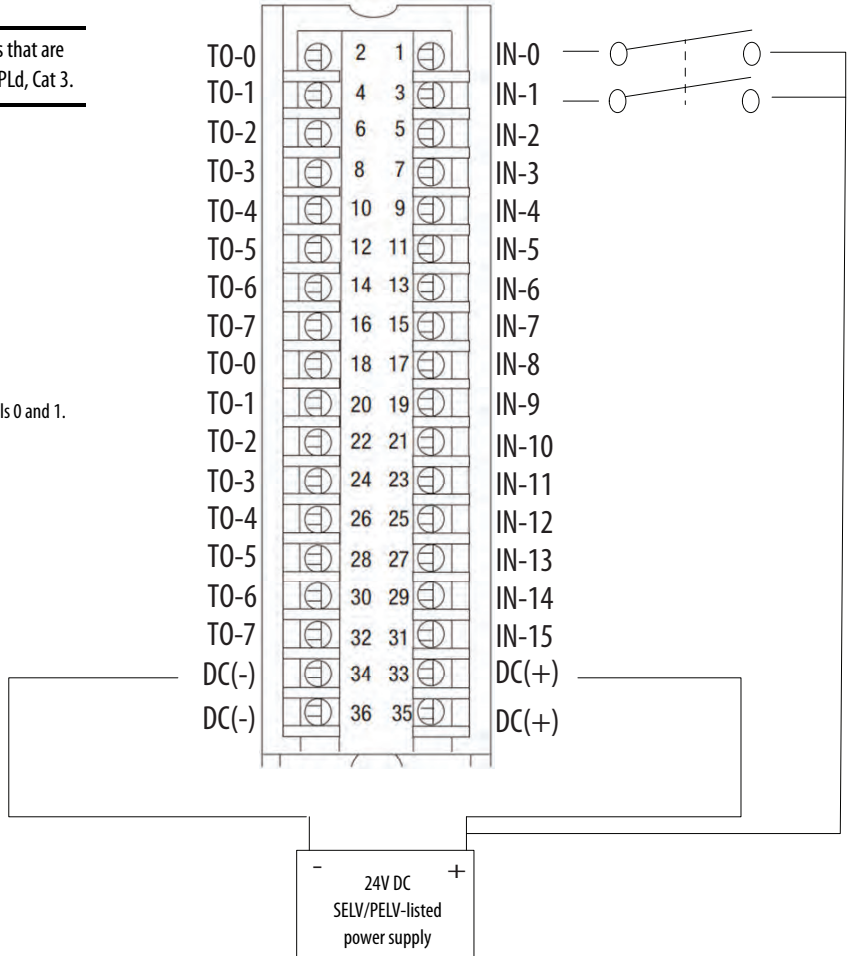 s that are
PLd, Cat 3.
ls 0 and 1.
T0-0 2 1 IN-0
T0-1 4 3 IN-1
T0-2 6 5 IN-2
T0-3 8 7 IN-3
T0-4 10 9 IN-4
T0-5 12 11 IN-5
T0-6 14 13 IN-6
T0-7 16 15 IN-7
T0-0 18 17 IN-8
T0-1 20 19 IN-9
T0-2 22 21 IN-10
T0-3 24 23 IN-11
T0-4 26 25 IN-12
T0-5 28 27 IN-13
T0-6 30 29 IN-14
T0-7 32 31 IN-15
DC(-) 34 33 DC(+)
DC(-) 36 35 DC(+)
- +
24V DC
SELV/PELV-listed
power supply